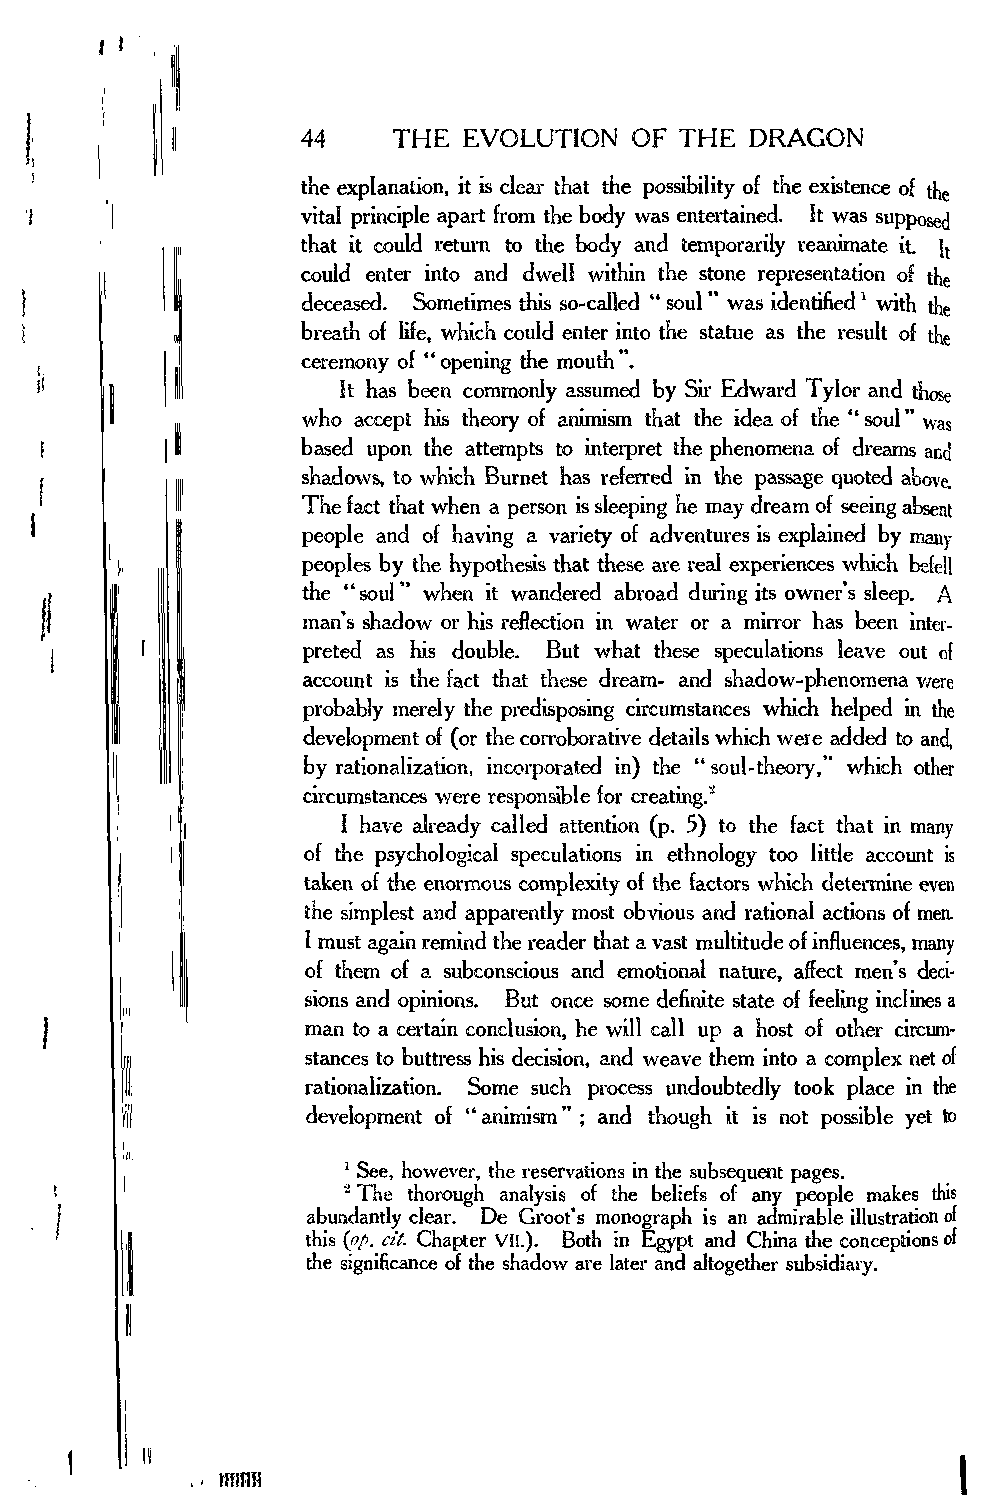 44 THE EVOLUTION OF THE DRAGON
the explanation, it is clear that the possibility of the existence of the
vital principle apart from the body was entertained. It was supposed
that it could return to the body and temporarily reanimate it. It
could enter into and dwell within the stone representation of the
deceased. Sometimes this so-called “soul” was identified ¹ with the
breath of life, which could enter into the statue as the result of the
ceremony of “opening the mouth”.
It has been commonly assumed by Sir Edward Tylor and those
who accept his theory of animism that the idea of the “soul” was
based upon the attempts to interpret the phenomena of dreams and
shadows, to which Burnet has referred in the passage quoted above.
The fact that when a person is sleeping he may dream of seeing absent
people and of having a variety of adventures is explained by many
peoples by the hypothesis that these are real experiences which befell
the “soul” when it wandered abroad during its owner's sleep. A
man's shadow or his reflection in water or a mirror has been inter-
preted as his double. But what these speculations leave out of
account is the fact that these dream- and shadow-phenomena were
probably merely the predisposing circumstances which helped in the
development of (or the corroborative details which were added to and,
by rationalization, incorporated in) the “soul-theory,” which other
circumstances were responsible for creating.²
I have already called attention (p. 5) to the fact that in many
of the psychological speculations in ethnology too little account is
taken of the enormous complexity of the factors which determine even
the simplest and apparently most obvious and rational actions of men.
I must again remind the reader that a vast multitude of influences, many
of them of a subconscious and emotional nature, affect men's deci-
sions and opinions. But once some definite state of feeling inclines a
man to a certain conclusion, he will call up a host of other circum-
stances to buttress his decision, and weave them into a complex net of
rationalization. Some such process undoubtedly took place in the
development of “animism”; and though it is not possible yet to
¹ See, however, the reservations in the subsequent pages.
² The thorough analysis of the beliefs of any people makes this
abundantly clear. De Groot's monograph is an admirable illustration of
this (op. cit. Chapter VII.). Both in Egypt and China the conceptions of
the significance of the shadow are later and altogether subsidiary.